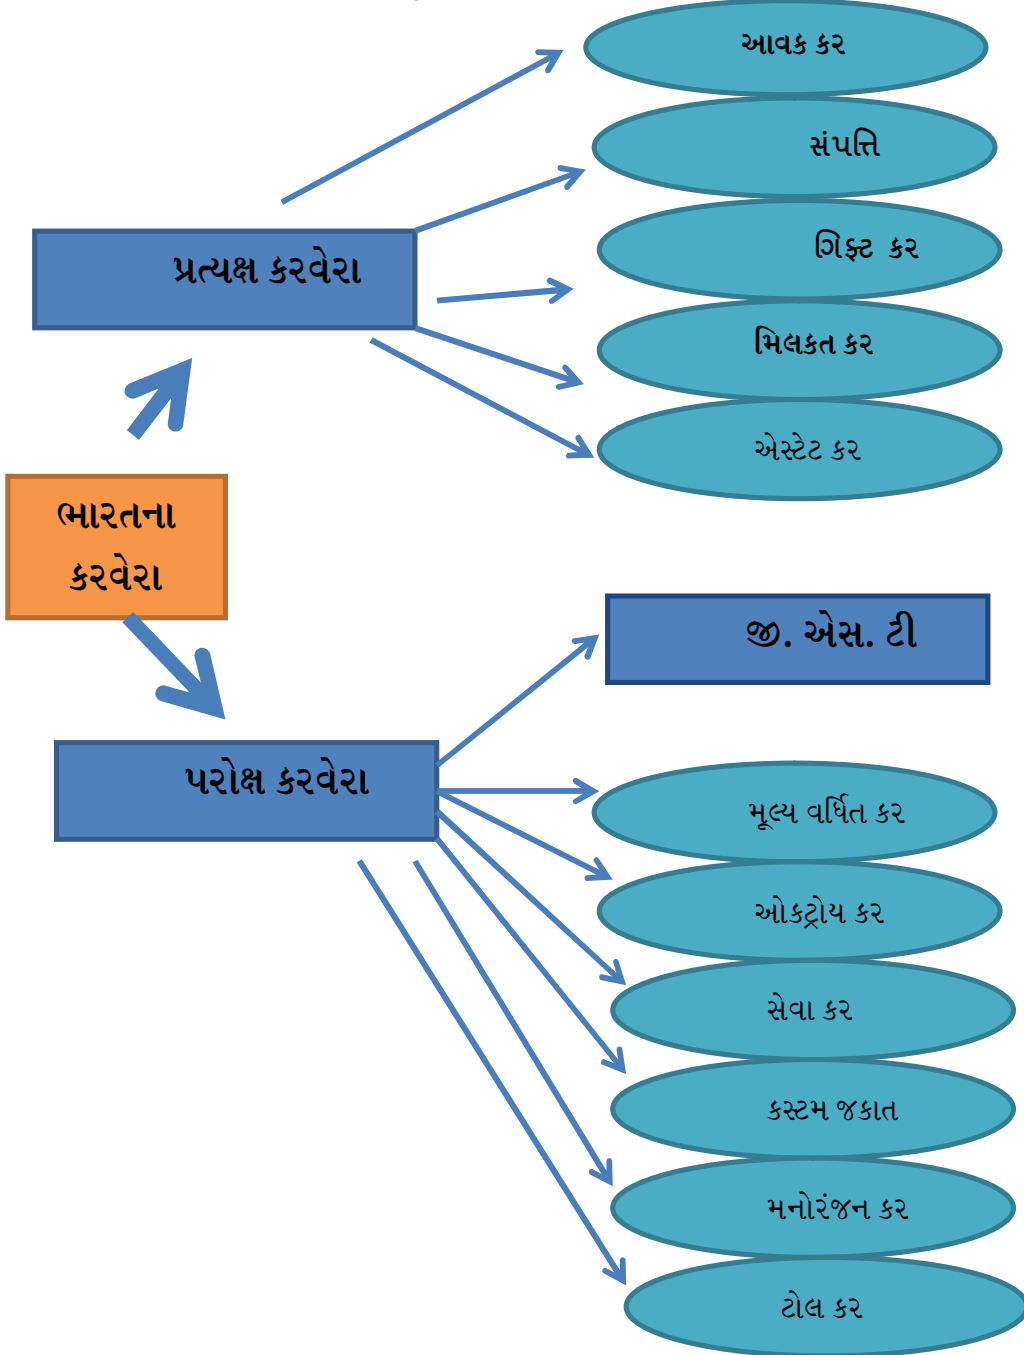 આવક કર
સંપત્તિ
ગિફ્ટ કર
મિલકત કર
એસ્ટેટ કર
પ્રત્યક્ષ કરવેરા
ભારતના
કરવેરા
પરોક્ષ કરવેરા
જી. એસ. ટી
મૂલ્ય વર્ધિત કર
ઓકટ્રોય કર
સેવા કર
કસ્ટમ જકાત
મનોરંજન કર
ટોલ કર